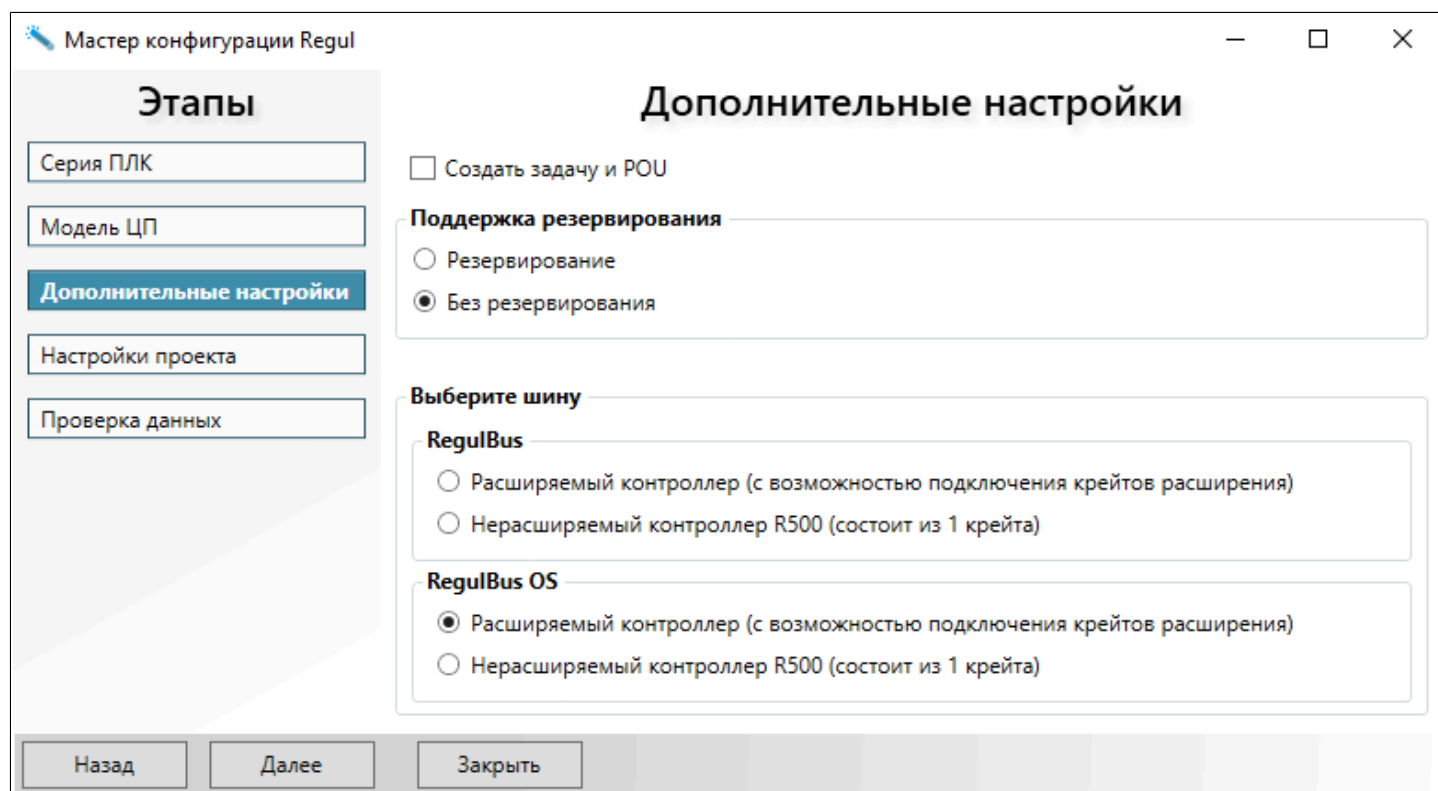 Мастер конфигурации Regul
Этапы
Серия ПЛК
Модель ЦП
Дополнительные настройки
Настройки проекта
Проверка данных
Дополнительные настройки
Создать задачу и POU
Поддержка резервирования
Резервирование
Без резервирования
Выберите шину
RegulBus
Расширяемый контроллер (с возможностью подключения крейтов расширения)
Нерасширяемый контроллер R500 (состоит из 1 крейта)
RegulBus OS
Расширяемый контроллер (с возможностью подключения крейтов расширения)
Нерасширяемый контроллер R500 (состоит из 1 крейта)
Назад
Далее
Закрыть